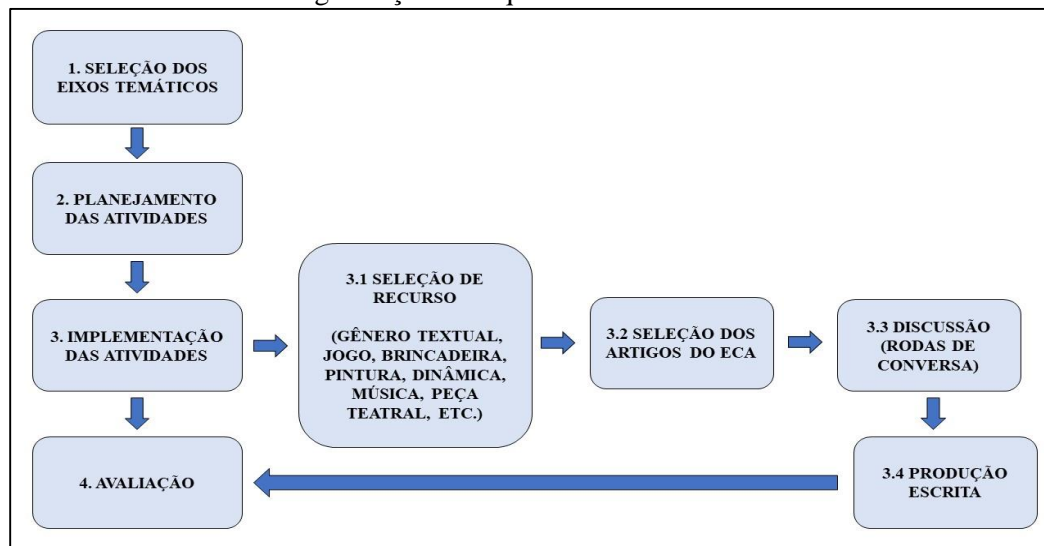 1. SELEÇÃO DOS
EIXOS TEMÁTICOS
2. PLANEJAMENTO
DAS ATIVIDADES
3. IMPLEMENTAÇÃO
DAS ATIVIDADES
3.1 SELEÇÃO DE
RECURSO
(GÊNERO TEXTUAL,
JOGO, BRINCADEIRA,
PINTURA, DINÂMICA,
MÚSICA, PEÇA
TEATRAL, ETC.)
3.2 SELEÇÃO DOS
ARTIGOS DO ECA
3.3 DISCUSSÃO
(RODAS DE
CONVERSA)
3.4 PRODUÇÃO
ESCRITA
4. AVALIAÇÃO